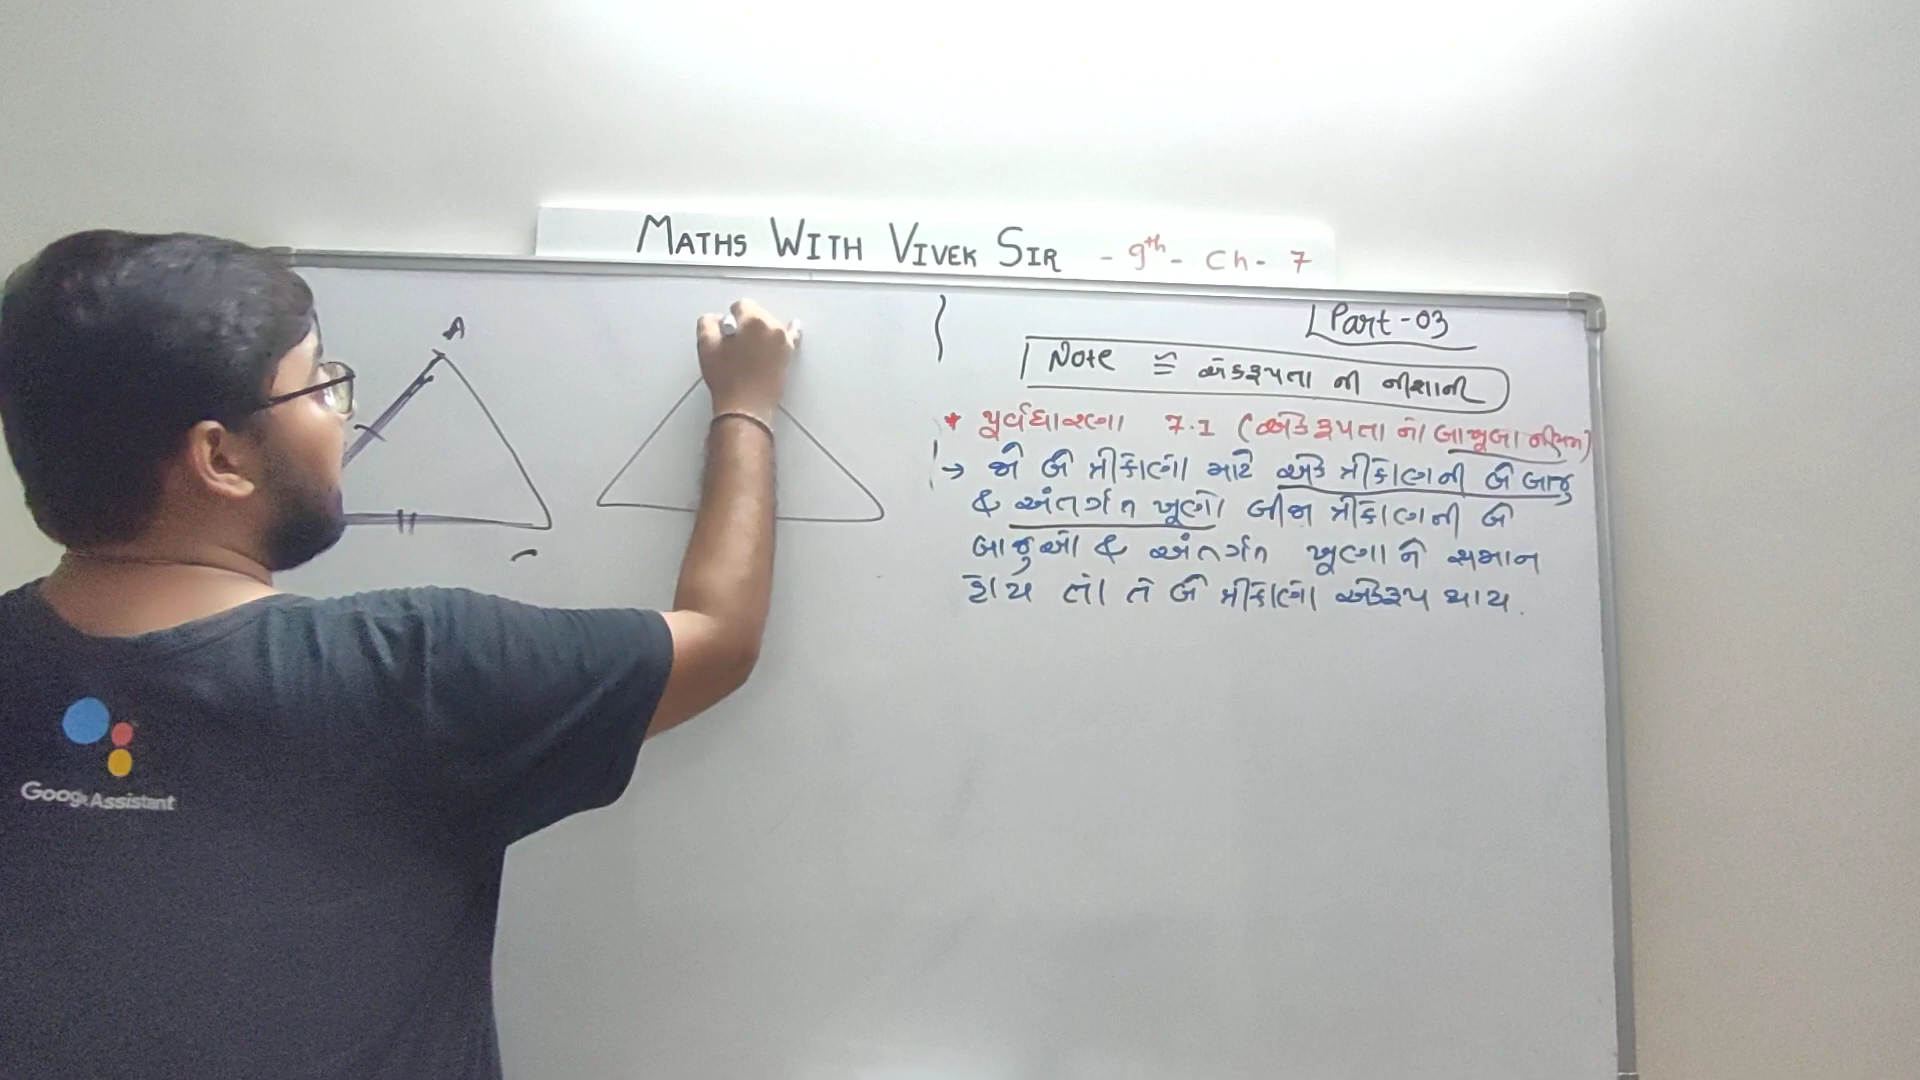 MATHS WITH VIVEK SIR - 9th - Ch - 7
Part - 03
Note ≅ એકરૂપતા ની નીશાની
* પૂર્વધારણા 7.1 (એકરૂપતા નો બાખૂબા નિયમ)
→ જો બે ત્રીકોણો માટે એક ત્રીકોણની બે બાજુ
& અંતર્ગત ખૂણો બીજા ત્રીકોણની બે
બાજુઓ & અંતર્ગત ખૂણા ને સમાન
હોય તો તે બે ત્રીકોણો એકરૂપ થાય.
A
Google Assistant